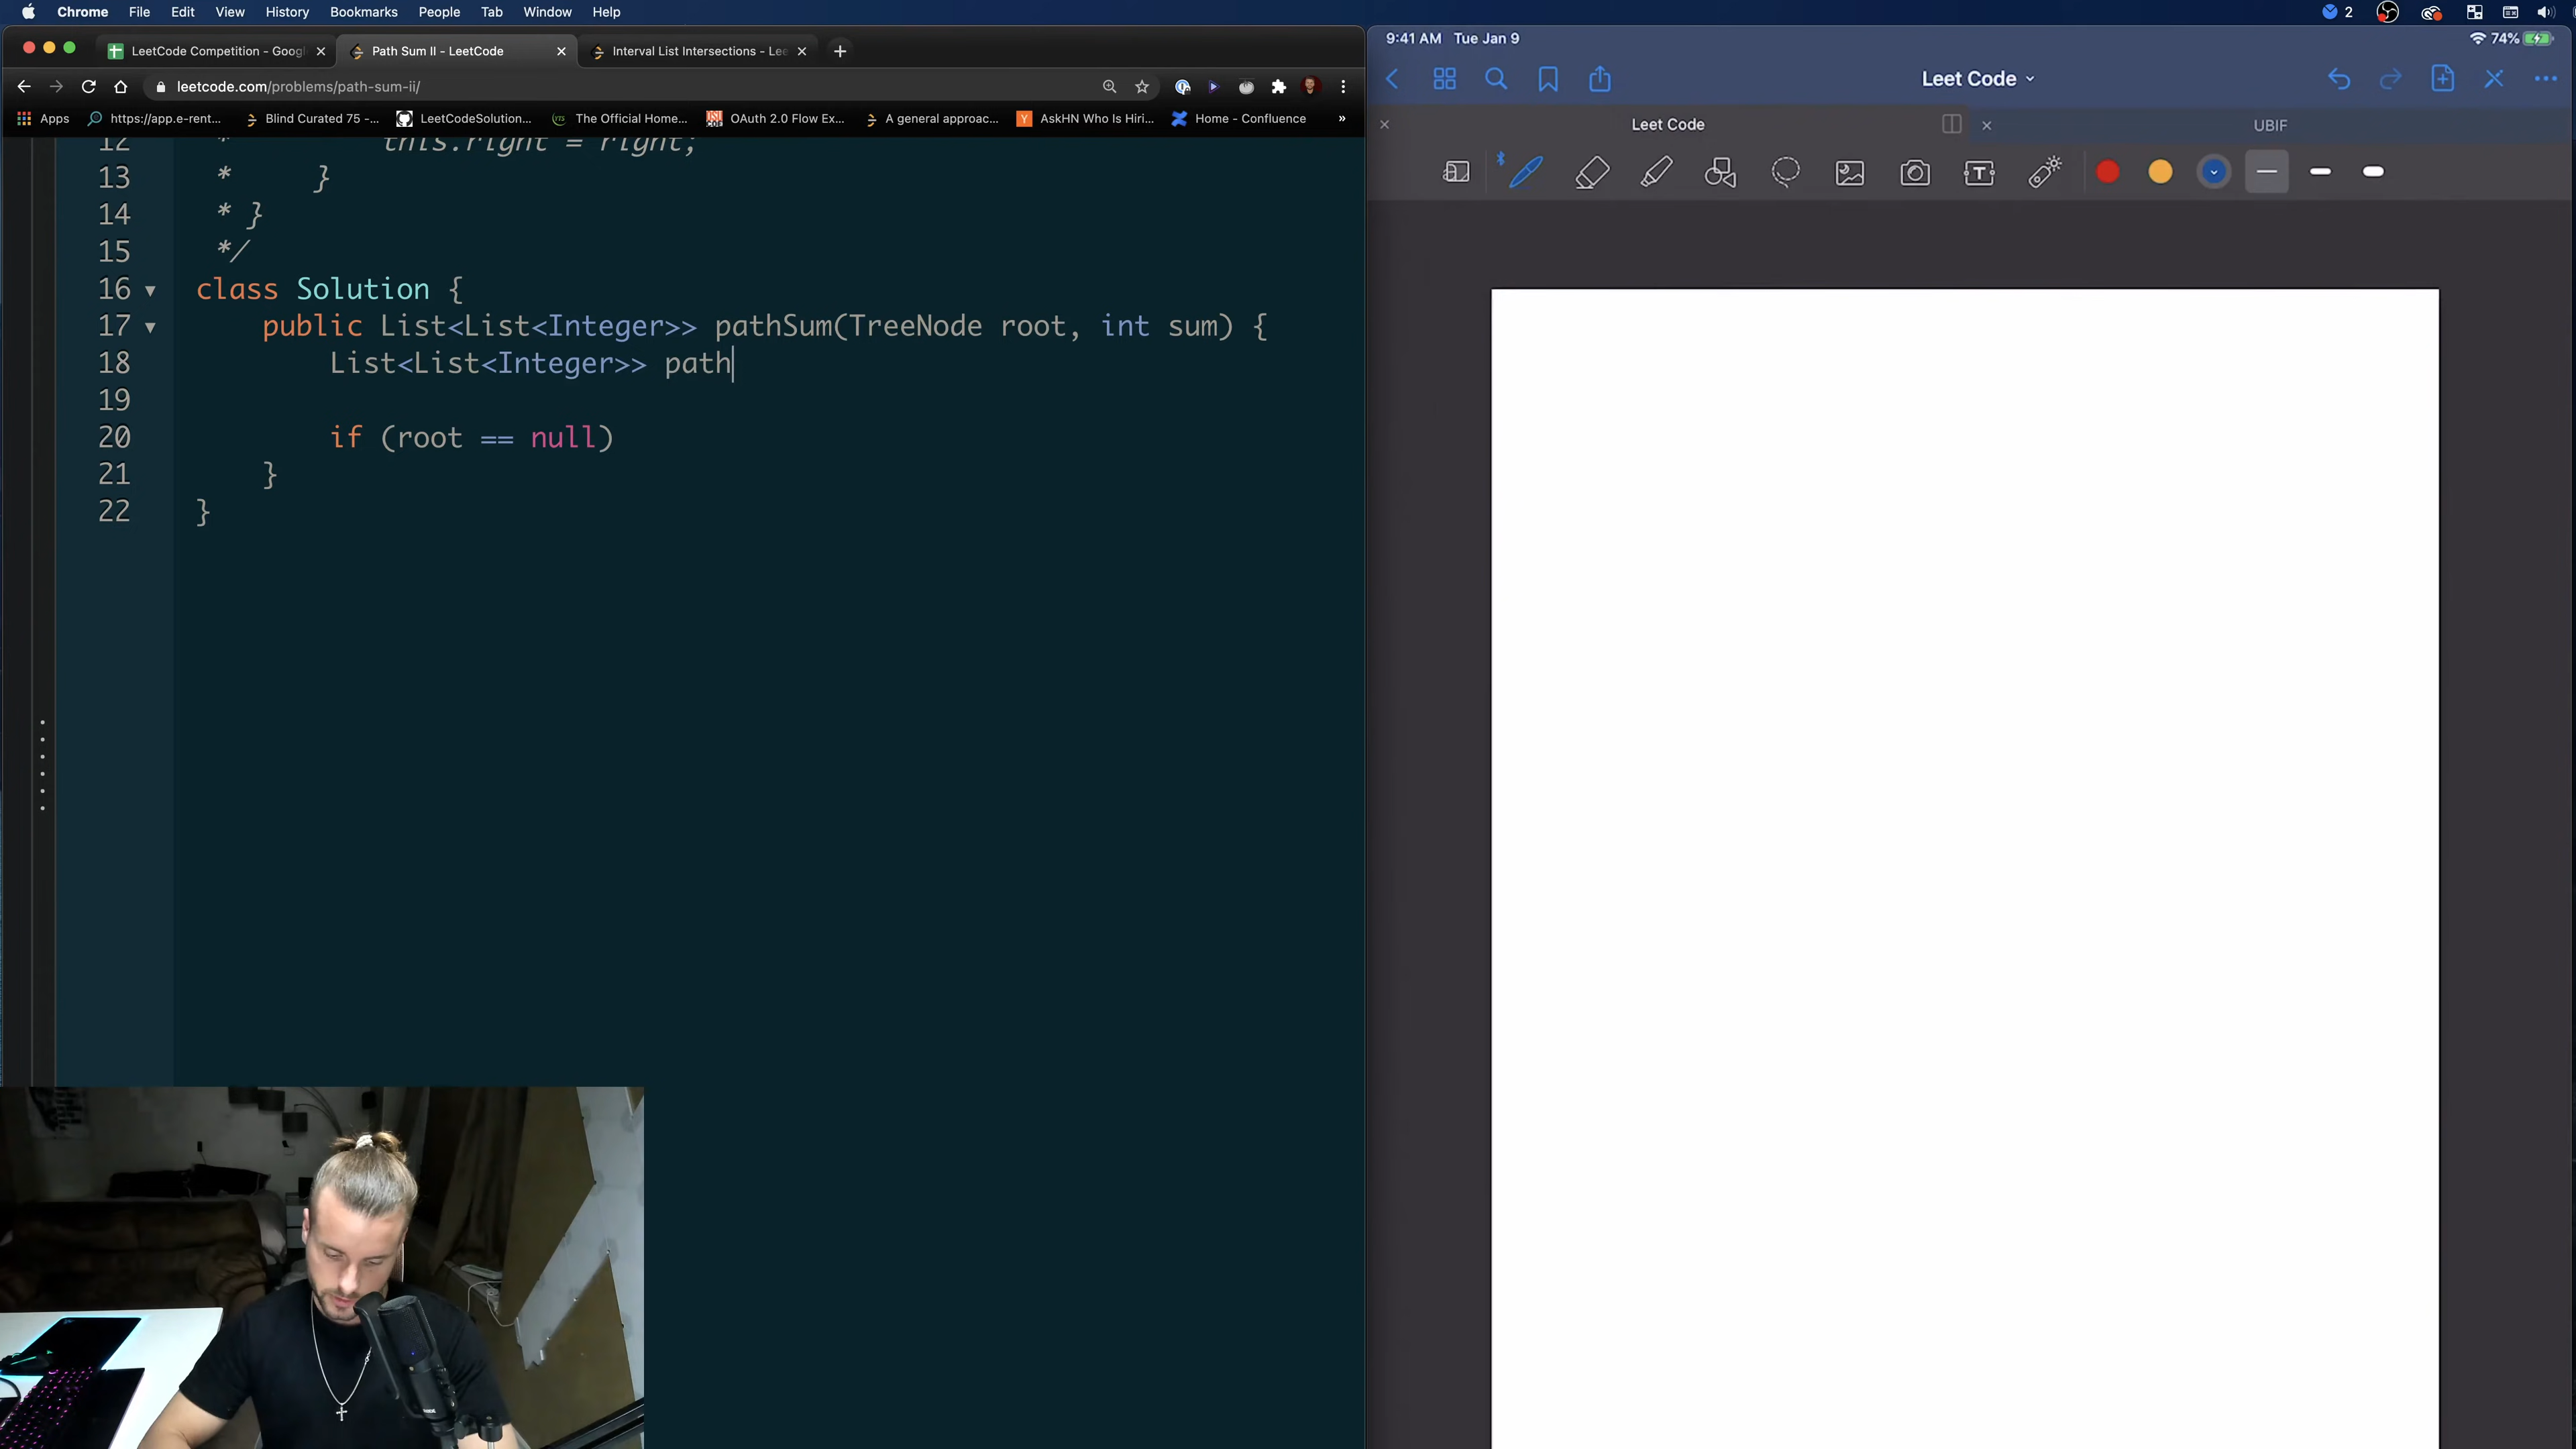 Chrome File Edit View History Bookmarks People Tab Window Help 2
LeetCode Competition - Googl Path Sum II - LeetCode Interval List Intersections - Lee
leetcode.com/problems/path-sum-ii/
Apps https://app.e-rent... Blind Curated 75 -... LeetCodeSolution... The Official Home... OAuth 2.0 Flow Ex... A general approac... AskHN Who Is Hiri... Home - Confluence »
12 * this.right = right;
13 * }
14 * }
15 */
16 class Solution {
17 public List<List<Integer>> pathSum(TreeNode root, int sum) {
18 List<List<Integer>> path
19
20 if (root == null)
21 }
22 }
9:41 AM Tue Jan 9 74%
Leet Code
Leet Code UBIF